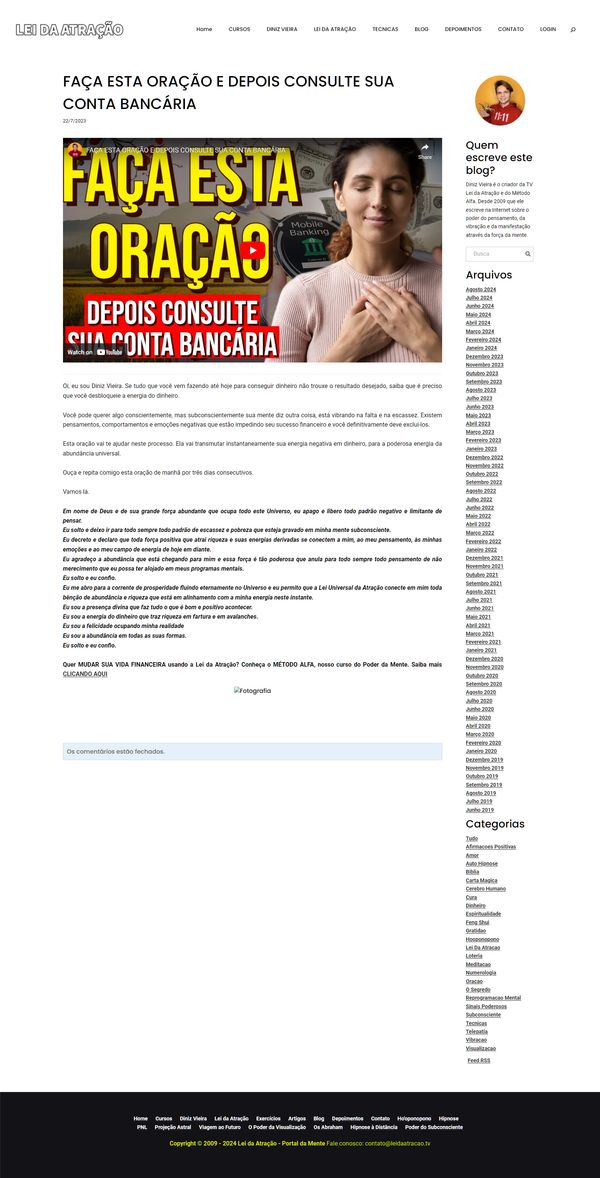 LEI DA ATRAÇÃO
Home CURSOS DINIZ VIEIRA LEI DA ATRAÇÃO TECNICAS BLOG DEPOIMENTOS CONTATO LOGIN
FAÇA ESTA ORAÇÃO E DEPOIS CONSULTE SUA
CONTA BANCÁRIA
22/7/2023
FAÇA ESTA ORAÇÃO E DEPOIS CONSULTE SUA CONTA BANCÁRIA
Share
FAÇA ESTA
ORAÇÃO
Mobile
Banking
DEPOIS CONSULTE
SUA CONTA BANCÁRIA
Watch on YouTube
Oi, eu sou Diniz Vieira. Se tudo que você vem fazendo até hoje para conseguir dinheiro não trouxe o resultado desejado, saiba que é preciso
que você desbloqueie a energia do dinheiro.
Você pode querer algo conscientemente, mas subconscientemente sua mente diz outra coisa, está vibrando na falta e na escassez. Existem
pensamentos, comportamentos e emoções negativas que estão impedindo seu sucesso financeiro e você definitivamente deve excluí-los.
Esta oração vai te ajudar neste processo. Ela vai transmutar instantaneamente sua energia negativa em dinheiro, para a poderosa energia da
abundância universal.
Ouça e repita comigo esta oração de manhã por três dias consecutivos.
Vamos lá.
Em nome de Deus e de sua grande força abundante que ocupa todo este Universo, eu apago e libero todo padrão negativo e limitante de
pensar.
Eu solto e deixo ir para todo sempre todo padrão de escassez e pobreza que esteja gravado em minha mente subconsciente.
Eu decreto e declaro que toda força positiva que atrai riqueza e suas energias derivadas se conectem a mim, ao meu pensamento, às minhas
emoções e ao meu campo de energia de hoje em diante.
Eu agradeço a abundância que está chegando para mim e essa força é tão poderosa que anula para todo sempre todo pensamento de não
merecimento que eu possa ter alojado em meus programas mentais.
Eu solto e eu confio.
Eu me abro para a corrente de prosperidade fluindo eternamente no Universo e eu permito que a Lei Universal da Atração conecte em mim toda
bênção de abundância e riqueza que está em alinhamento com a minha energia neste instante.
Eu sou a presença divina que faz tudo o que é bom e positivo acontecer.
Eu sou a energia do dinheiro que traz riqueza em fartura e em avalanches.
Eu sou a felicidade ocupando minha realidade
Eu sou a abundância em todas as suas formas.
Eu solto e eu confio.
Quer MUDAR SUA VIDA FINANCEIRA usando a Lei da Atração? Conheça o MÉTODO ALFA, nosso curso do Poder da Mente. Saiba mais
CLICANDO AQUI
Fotografia
Os comentários estão fechados.
11:11
Quem
escreve este
blog?
Diniz Vieira é o criador da TV
Lei da Atração e do Método
Alfa. Desde 2009 que ele
escreve na Internet sobre o
poder do pensamento, da
vibração e da manifestação
através da força da mente.
Busca
Arquivos
Agosto 2024
Julho 2024
Junho 2024
Maio 2024
Abril 2024
Março 2024
Fevereiro 2024
Janeiro 2024
Dezembro 2023
Novembro 2023
Outubro 2023
Setembro 2023
Agosto 2023
Julho 2023
Junho 2023
Maio 2023
Abril 2023
Março 2023
Fevereiro 2023
Janeiro 2023
Dezembro 2022
Novembro 2022
Outubro 2022
Setembro 2022
Agosto 2022
Julho 2022
Junho 2022
Maio 2022
Abril 2022
Março 2022
Fevereiro 2022
Janeiro 2022
Dezembro 2021
Novembro 2021
Outubro 2021
Setembro 2021
Agosto 2021
Julho 2021
Junho 2021
Maio 2021
Abril 2021
Março 2021
Fevereiro 2021
Janeiro 2021
Dezembro 2020
Novembro 2020
Outubro 2020
Setembro 2020
Agosto 2020
Julho 2020
Junho 2020
Maio 2020
Abril 2020
Março 2020
Fevereiro 2020
Janeiro 2020
Dezembro 2019
Novembro 2019
Outubro 2019
Setembro 2019
Agosto 2019
Julho 2019
Junho 2019
Categorias
Tudo
Afirmacoes Positivas
Amor
Auto Hipnose
Biblia
Carta Magica
Cerebro Humano
Cura
Dinheiro
Espiritualidade
Feng Shui
Gratidao
Hooponopono
Lei Da Atracao
Loteria
Meditacao
Numerologia
Oracao
O Segredo
Reprogramacao Mental
Sinais Poderosos
Subconsciente
Tecnicas
Telepatia
Vibracao
Visualizacao
Feed RSS
Home Cursos Diniz Vieira Lei da Atração Exercícios Artigos Blog Depoimentos Contato Ho'oponopono Hipnose
PNL Projeção Astral Viagem ao Futuro O Poder da Visualização Os Abraham Hipnose à Distância Poder do Subconsciente
Copyright © 2009 - 2024 Lei da Atração - Portal da Mente Fale conosco: contato@leidaatracao.tv